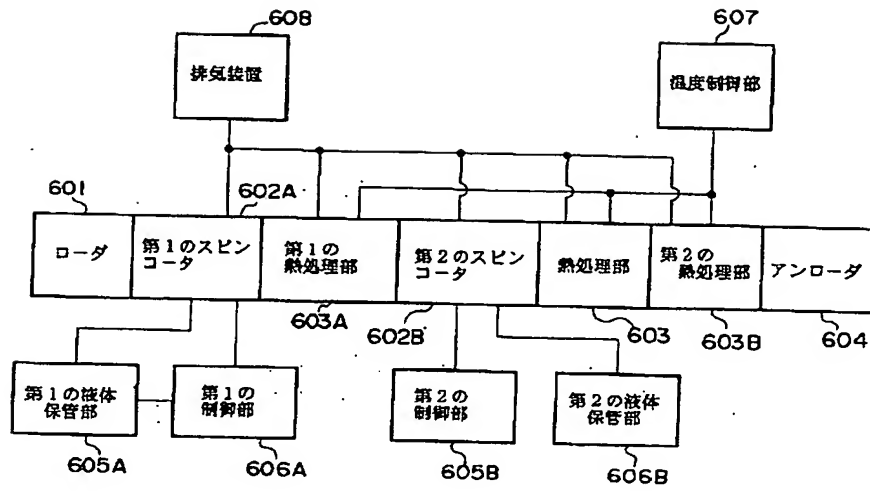 608
607
排気装置
温度制御部
601
602A
ローダ
第1のスピン
コータ
第1の
熱処理部
第2のスピン
コータ
熱処理部
第2の
熱処理部
アンローダ
603A
602B
603
603B
604
第1の液体
保管部
第1の
制御部
第2の
制御部
第2の液体
保管部
605A
606A
605B
606B